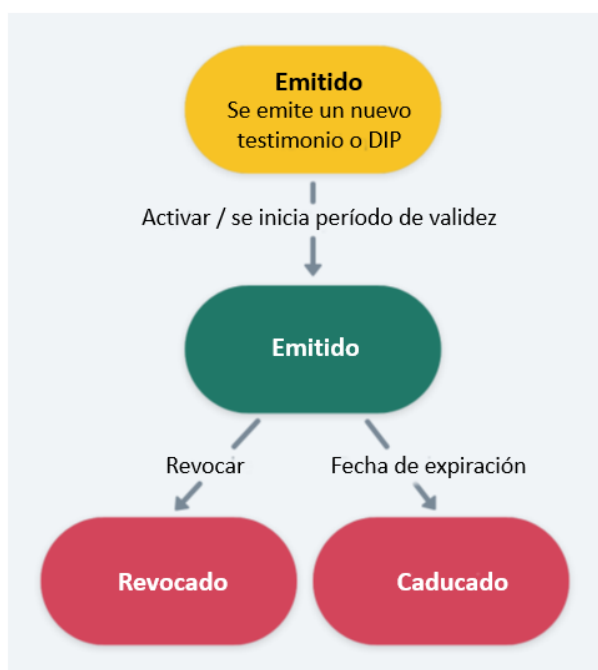 Emitido
Se emite un nuevo
testimonio o DIP
Activar / se inicia período de validez
Emitido
Revocar
Fecha de expiración
Revocado
Caducado